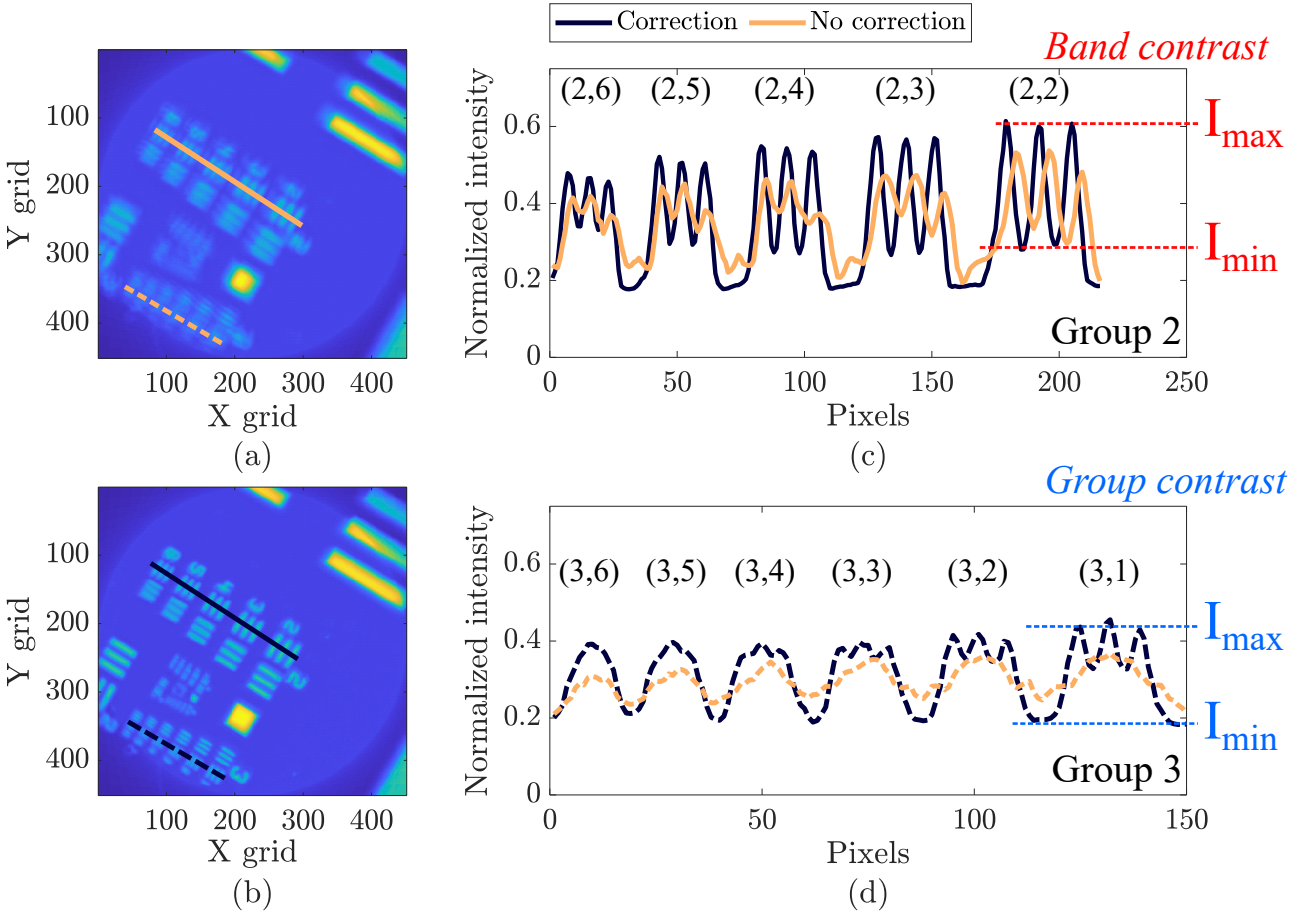 Correction No correction
Band contrast
100
200
300
400
Y grid
100 200 300 400
X grid
(a)
Normalized intensity
0.6
0.4
0.2
0
(2,6) (2,5) (2,4) (2,3) (2,2)
Imax
Imin
Group 2
0 50 100 150 200 250
Pixels
(c)
100
200
300
400
Y grid
100 200 300 400
X grid
(b)
Group contrast
Normalized intensity
0.6
0.4
0.2
0
(3,6) (3,5) (3,4) (3,3) (3,2) (3,1)
Imax
Imin
Group 3
0 50 100 150
Pixels
(d)